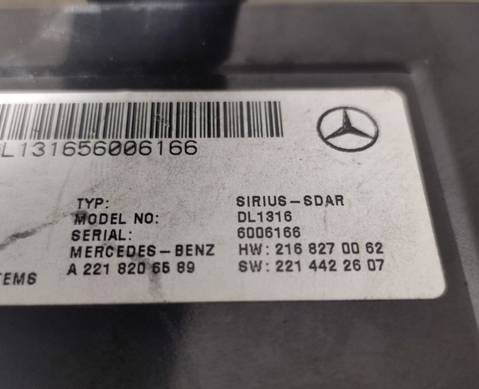 L131656006166
TYP: SIRIUS-SDAR
MODEL NO: DL1316
SERIAL: 6006166
MERCEDES-BENZ HW: 216 827 00 62
A 221 820 65 89 SW: 221 442 26 07
TEMS